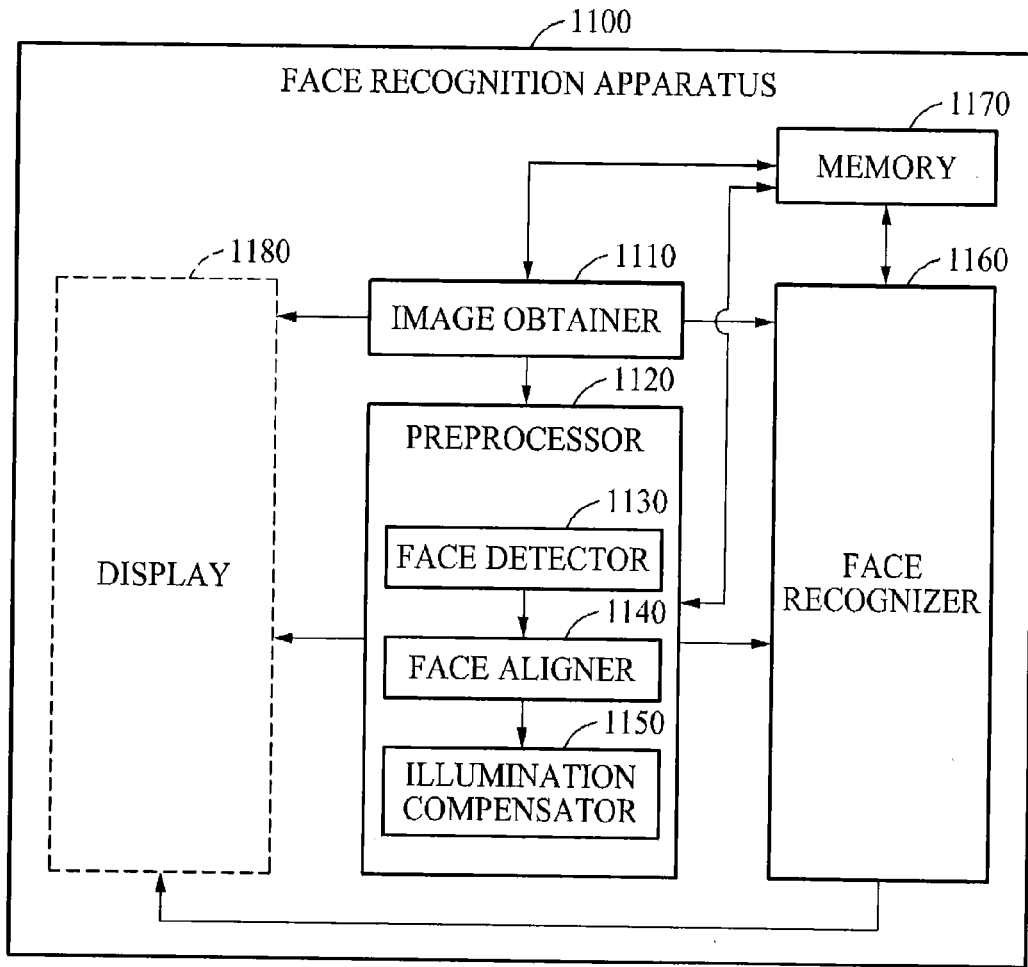 1100
FACE RECOGNITION APPARATUS
1170
MEMORY
1180
1110
1160
IMAGE OBTAINER
1120
PREPROCESSOR
1130
FACE DETECTOR
DISPLAY
FACE
RECOGNIZER
1140
FACE ALIGNER
1150
ILLUMINATION
COMPENSATOR